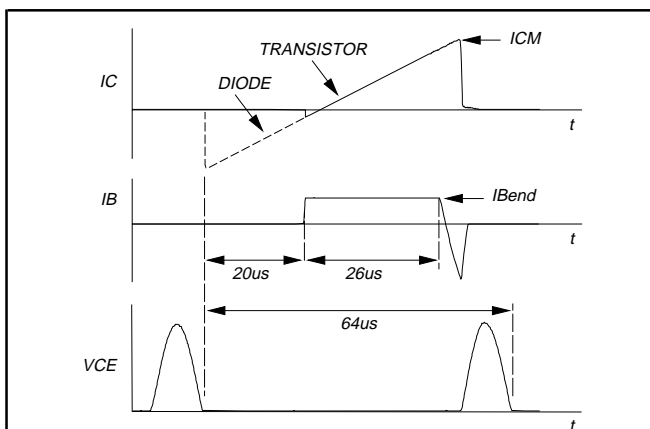 ICM
TRANSISTOR
IC
DIODE
t
IB
IBend
t
20us
26us
64us
VCE
t